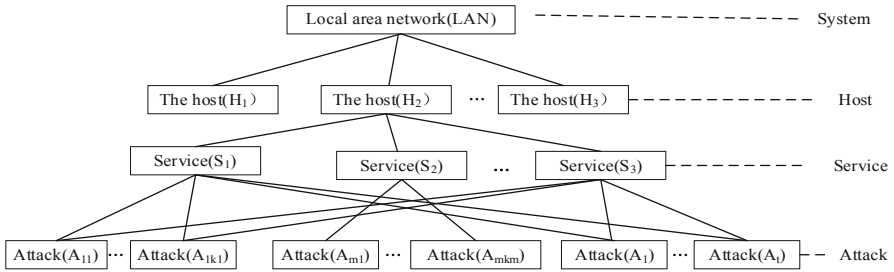 Local area network(LAN) System
The host(H₁) The host(H₂) ... The host(H₃) Host
Service(S₁) Service(S₂) ... Service(S₃) Service
Attack(A₁₁) ... Attack(A₁ₖ₁) Attack(Aₘ₁) ... Attack(Aₘₖₘ) Attack(A₁) ... Attack(Aₜ) Attack